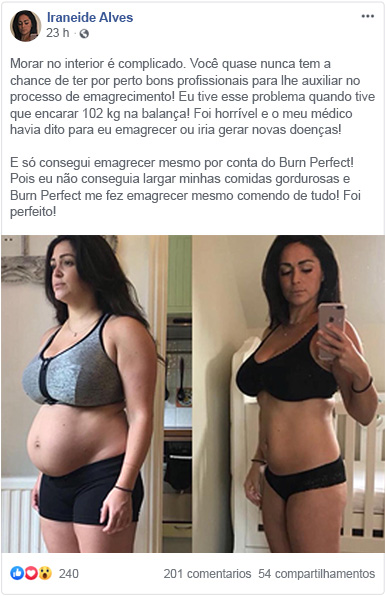 Iraneide Alves
23 h ·
Morar no interior é complicado. Você quase nunca tem a
chance de ter por perto bons profissionais para lhe auxiliar no
processo de emagrecimento! Eu tive esse problema quando tive
que encarar 102 kg na balança! Foi horrível e o meu médico
havia dito para eu emagrecer ou iria gerar novas doenças!
E só consegui emagrecer mesmo por conta do Burn Perfect!
Pois eu não conseguia largar minhas comidas gordurosas e
Burn Perfect me fez emagrecer mesmo comendo de tudo! Foi
perfeito!
240 201 comentarios 54 compartilhamentos